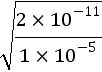 √((2 × 10⁻¹¹)/(1 × 10⁻⁵))